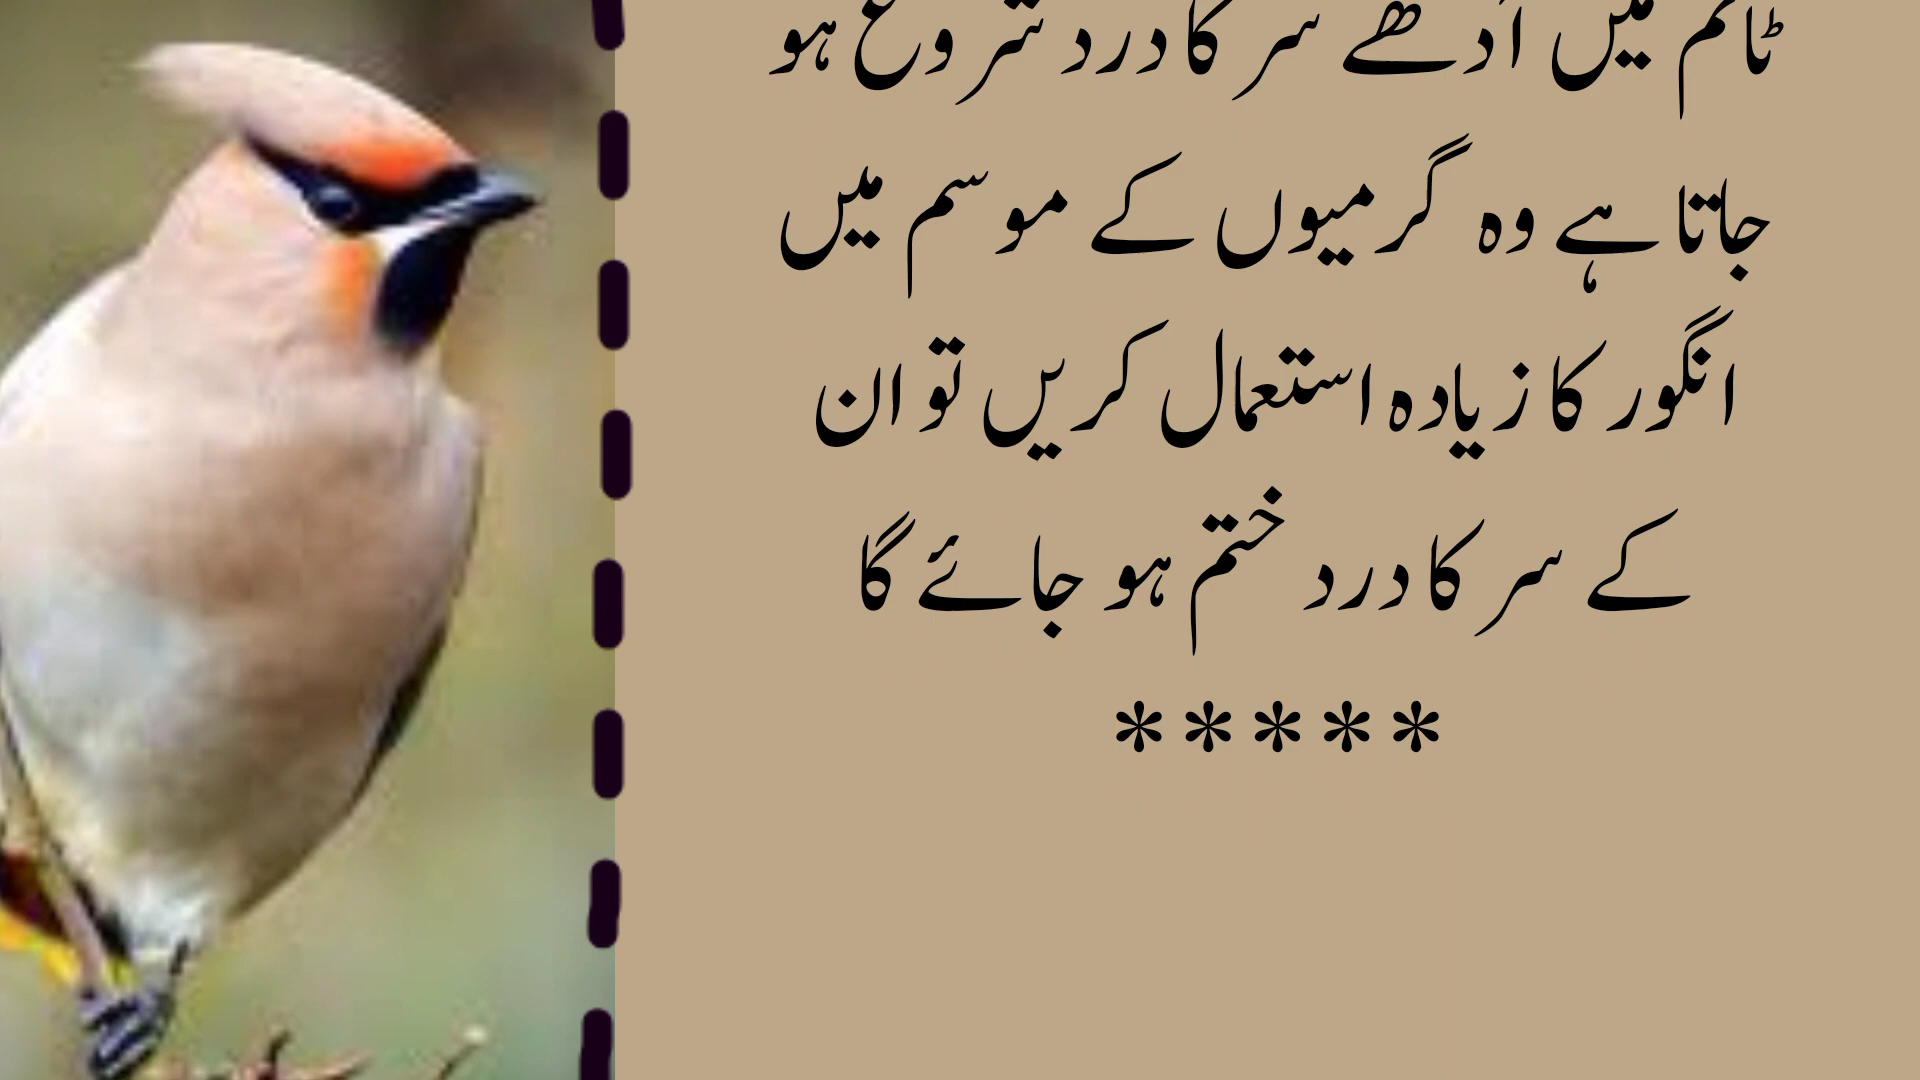 ٹائم میں آدھے سر کا درد شروع ہو
جاتا ہے وہ گرمیوں کے موسم میں
انگور کا زیادہ استعمال کریں تو ان
کے سر کا درد ختم ہو جائے گا
*****